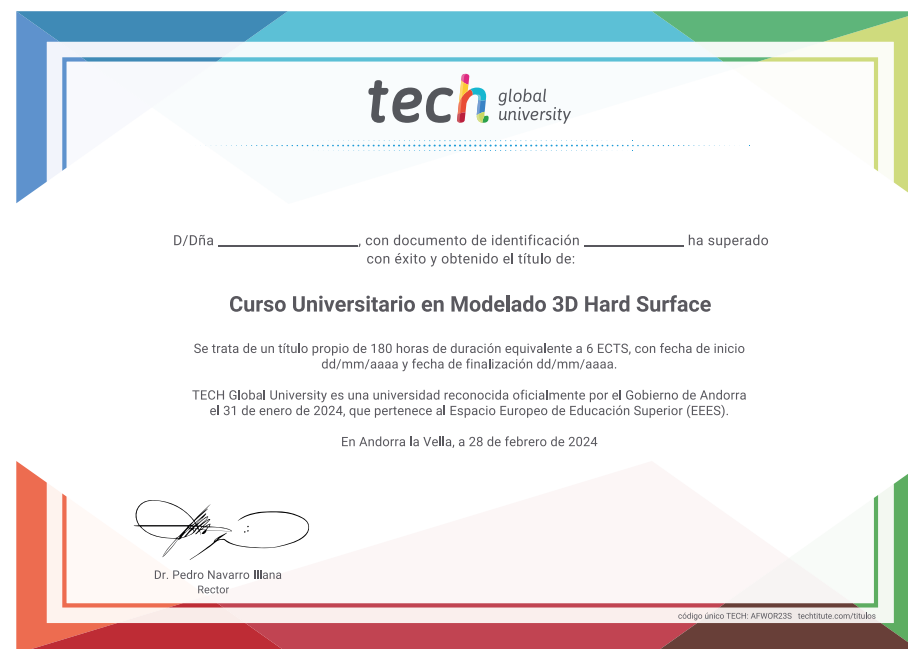 tech global university
D/Dña ____________________, con documento de identificación ______________ ha superado
con éxito y obtenido el título de:
Curso Universitario en Modelado 3D Hard Surface
Se trata de un título propio de 180 horas de duración equivalente a 6 ECTS, con fecha de inicio
dd/mm/aaaa y fecha de finalización dd/mm/aaaa.
TECH Global University es una universidad reconocida oficialmente por el Gobierno de Andorra
el 31 de enero de 2024, que pertenece al Espacio Europeo de Educación Superior (EEES).
En Andorra la Vella, a 28 de febrero de 2024
Dr. Pedro Navarro Illana
Rector
código único TECH: AFWOR23S techtitute.com/titulos